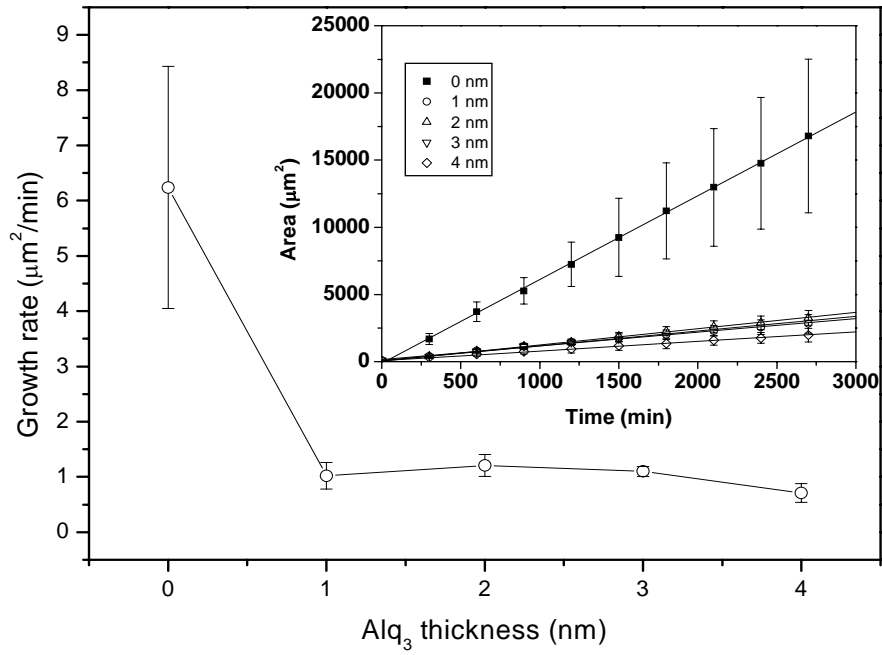 9
8
7
6
5
4
3
2
1
0
Growth rate (μm²/min)
0 1 2 3 4
Alq₃ thickness (nm)
25000
20000
15000
10000
5000
0
Area (μm²)
0 nm
1 nm
2 nm
3 nm
4 nm
0 500 1000 1500 2000 2500 3000
Time (min)